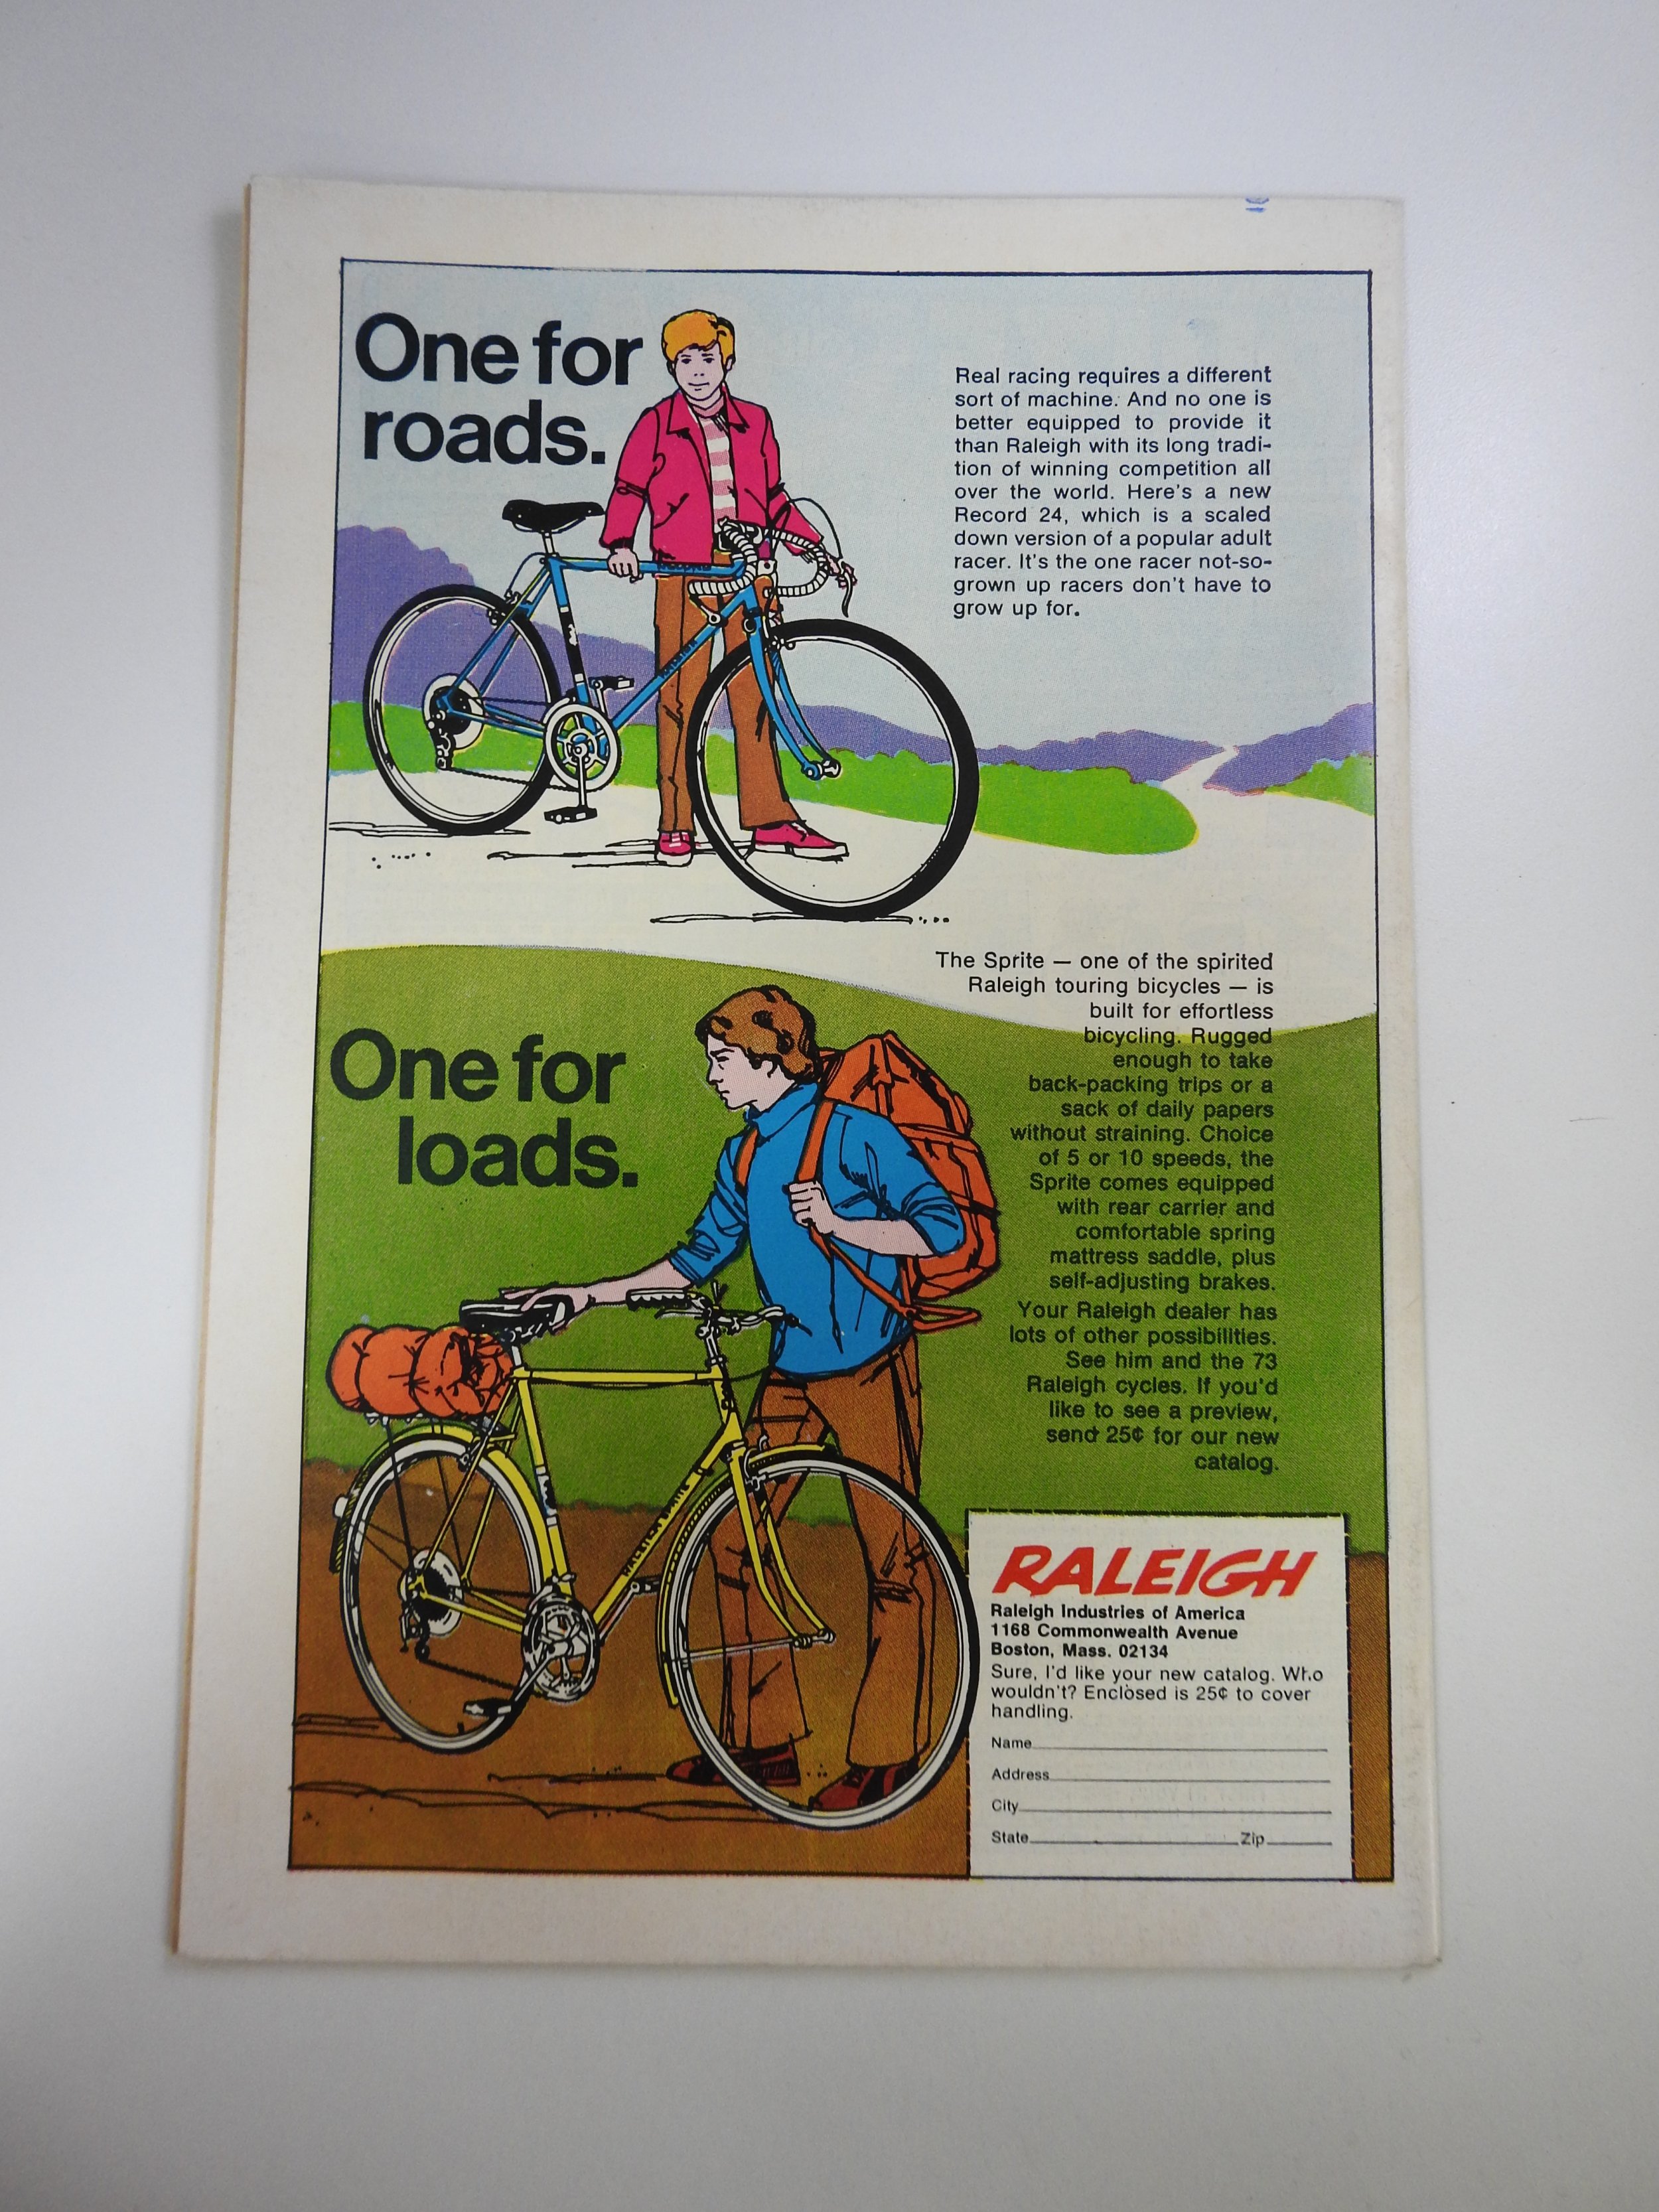 One for
roads.
Real racing requires a different
sort of machine. And no one is
better equipped to provide it
than Raleigh with its long tradi-
tion of winning competition all
over the world. Here's a new
Record 24, which is a scaled
down version of a popular adult
racer. It's the one racer not-so-
grown up racers don't have to
grow up for.
RALEIGH
The Sprite — one of the spirited
Raleigh touring bicycles — is
built for effortless
bicycling. Rugged
enough to take
back-packing trips or a
sack of daily papers
without straining. Choice
of 5 or 10 speeds, the
Sprite comes equipped
with rear carrier and
comfortable spring
mattress saddle, plus
self-adjusting brakes.
Your Raleigh dealer has
lots of other possibilities.
See him and the 73
Raleigh cycles. If you'd
like to see a preview,
send 25¢ for our new
catalog.
One for
loads.
RALEIGH SPRITE
RALEIGH
Raleigh Industries of America
1168 Commonwealth Avenue
Boston, Mass. 02134
Sure, I'd like your new catalog. Who
wouldn't? Enclosed is 25¢ to cover
handling.
Name
Address
City
State Zip